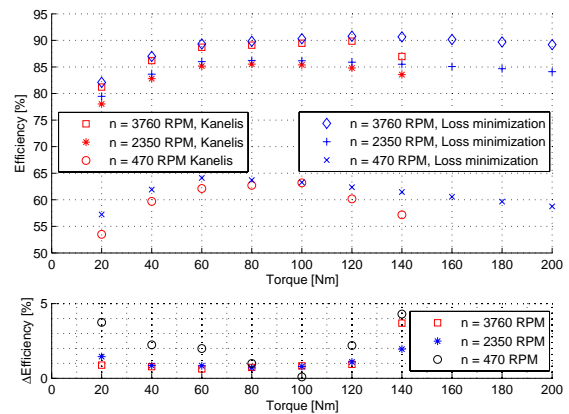 95
90
85
80
75
70
65
60
55
50
Efficiency [%]
n = 3760 RPM, Kanelis
n = 2350 RPM, Kanelis
n = 470 RPM Kanelis
n = 3760 RPM, Loss minimization
n = 2350 RPM, Loss minimization
n = 470 RPM, Loss minimization
0 20 40 60 80 100 120 140 160 180 200
Torque [Nm]
5
0
ΔEfficiency [%]
n = 3760 RPM
n = 2350 RPM
n = 470 RPM
0 20 40 60 80 100 120 140 160 180 200
Torque [Nm]